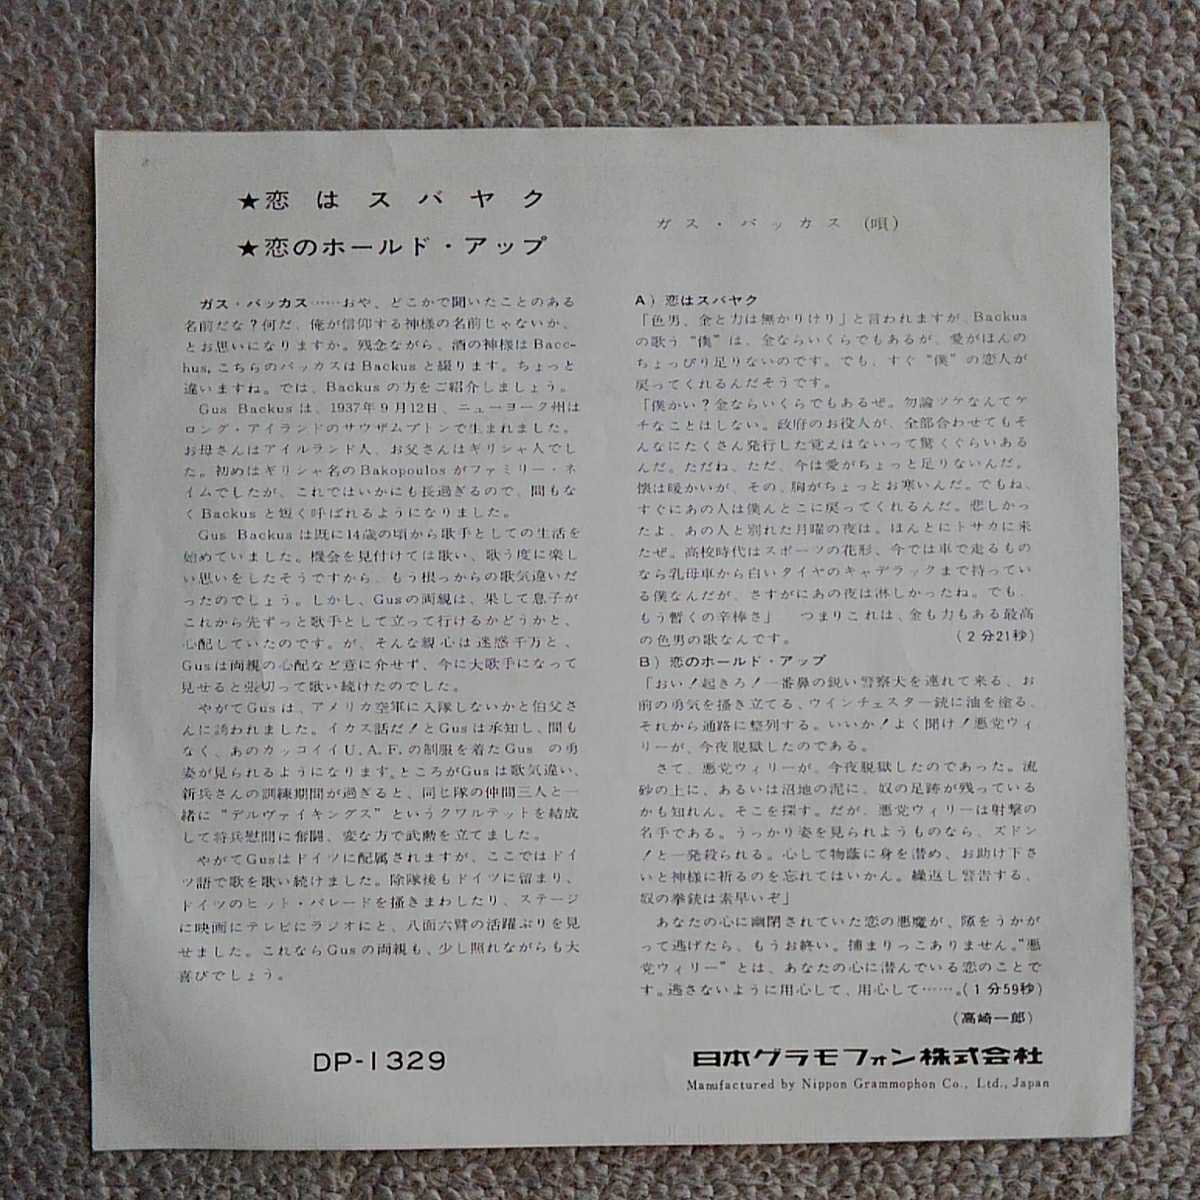 ★恋はスバヤク
★恋のホールド・アップ
ガス・バッカス (唄)
ガス・バッカス……おや、どこかで聞いたことのある
名前だな？何だ、俺が信仰する神様の名前じゃないか、
とお思いになりますか。残念ながら、酒の神様は Bacc-
hus, こちらのバッカスは Backus と綴ります。ちょっと
違いますね。では、Backus の方をご紹介しましょう。
Gus Backus は、1937年9月12日、ニューヨーク州は
ロング・アイランドのサウザムプトンで生まれました。
お母さんはアイルランド人、お父さんはギリシャ人でし
た。初めはギリシャ名の Bakopoulos がファミリー・ネ
イムでしたが、これではいかにも長過ぎるので、間もな
く Backus と短く呼ばれるようになりました。
Gus Backus は既に14歳の頃から歌手としての生活を
始めていました。機会を見付けては歌い、歌う度に楽し
い思いをしたそうですから、もう根っからの歌気違いだ
ったのでしょう。しかし、Gusの両親は、果して息子が
これから先ずっと歌手として立って行けるかどうかと、
心配していたのです。が、そんな親心は迷惑千万と、
Gusは両親の心配など意に介せず、今に大歌手になって
見せると張切って歌い続けたのでした。
やがてGusは、アメリカ空軍に入隊しないかと伯父さ
んに誘われました。イカス話だ！とGusは承知し、間も
なく、あのカッコイイU.A.F.の制服を着たGus の勇
姿が見られるようになります。ところがGusは歌気違い、
新兵さんの訓練期間が過ぎると、同じ隊の仲間三人と一
緒に “デルヴァイキングス” というクワルテットを結成
して将兵慰問に奮闘、変な方で武勲を立てました。
やがてGusはドイツに配属されますが、ここではドイ
ツ語で歌を歌い続けました。除隊後もドイツに留まり、
ドイツのヒット・パレードを掻きまわしたり、ステージ
に映画にテレビにラジオにと、八面六臂の活躍ぶりを見
せました。これならGusの両親も、少し照れながらも大
喜びでしょう。
DP-1329
A) 恋はスバヤク
「色男、金と力は無かりけり」と言われますが、Backus
の歌う “僕” は、金ならいくらでもあるが、愛がほんの
ちょっぴり足りないのです。でも、すぐ “僕” の恋人が
戻ってくれるんだそうです。
「僕かい？金ならいくらでもあるぜ。勿論ツケなんてケ
チなことはしない。政府のお役人が、全部合わせてもそ
んなにたくさん発行した覚えはないって驚くぐらいある
んだ。ただね、ただ、今は愛がちょっと足りないんだ。
懐は暖かいが、その、胸がちょっとお寒いんだ。でもね、
すぐにあの人は僕んとこに戻ってくれるんだ。悲しかっ
たよ、あの人と別れた月曜の夜は。ほんとにトサカに来
たぜ。高校時代はスポーツの花形、今では車で走るもの
なら乳母車から白いタイヤのキャデラックまで持ってい
る僕なんだが、さすがにあの夜は淋しかったね。でも、
もう暫くの辛棒さ」　つまりこれは、金も力もある最高
の色男の歌なんです。　(2分21秒)
B) 恋のホールド・アップ
「おい！起きろ！一番鼻の鋭い警察犬を連れて来る、お
前の勇気を掻き立てる、ウインチェスター銃に油を塗る、
それから通路に整列する。いいか！よく聞け！悪党ウィ
リーが、今夜脱獄したのである。
さて、悪党ウィリーが、今夜脱獄したのであった。流
砂の上に、あるいは沼地の泥に、奴の足跡が残っている
かも知れん。そこを探す。だが、悪党ウィリーは射撃の
名手である。うっかり姿を見られようものなら、ズドン
！と一発殺られる。心して物蔭に身を潜め、お助け下さ
いと神様に祈るのを忘れてはいかん。繰返し警告する、
奴の拳銃は素早いぞ」
あなたの心に幽閉されていた恋の悪魔が、隙をうかが
って逃げたら、もうお終い。捕まりっこありません。“悪
党ウィリー” とは、あなたの心に潜んでいる恋のことで
す。逃さないように用心して、用心して……。(1分59秒)
(高崎一郎)
日本グラモフォン株式会社
Manufactured by Nippon Grammophon Co., Ltd., Japan